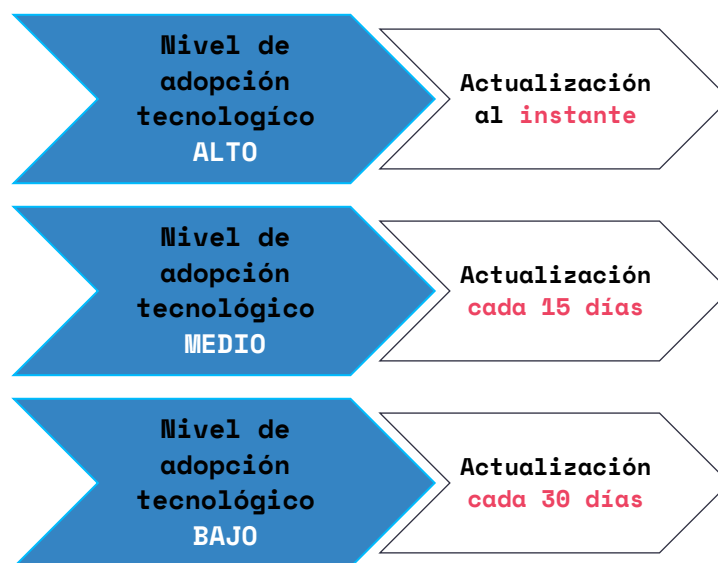 Nivel de
adopción
tecnologíco
ALTO
Actualización
al instante
Nivel de
adopción
tecnológico
MEDIO
Actualización
cada 15 días
Nivel de
adopción
tecnológico
BAJO
Actualización
cada 30 días